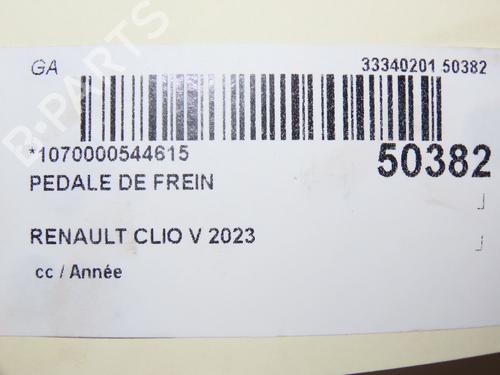 GA 33340201 50382
*1070000544615 50382
PEDALE DE FREIN
RENAULT CLIO V 2023
cc / Année
B-PARTS